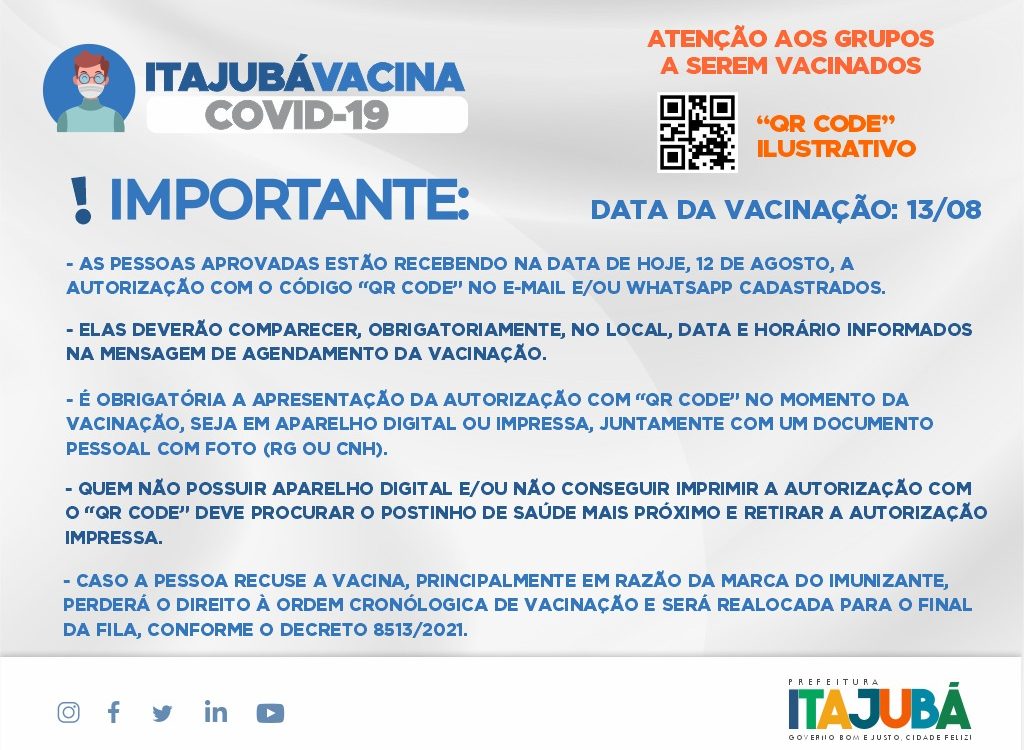 ITAJUBÁVACINA
COVID-19
ATENÇÃO AOS GRUPOS
A SEREM VACINADOS
“QR CODE”
ILUSTRATIVO
! IMPORTANTE:
DATA DA VACINAÇÃO: 13/08
- AS PESSOAS APROVADAS ESTÃO RECEBENDO NA DATA DE HOJE, 12 DE AGOSTO, A
AUTORIZAÇÃO COM O CÓDIGO “QR CODE” NO E-MAIL E/OU WHATSAPP CADASTRADOS.
- ELAS DEVERÃO COMPARECER, OBRIGATORIAMENTE, NO LOCAL, DATA E HORÁRIO INFORMADOS
NA MENSAGEM DE AGENDAMENTO DA VACINAÇÃO.
- É OBRIGATÓRIA A APRESENTAÇÃO DA AUTORIZAÇÃO COM “QR CODE” NO MOMENTO DA
VACINAÇÃO, SEJA EM APARELHO DIGITAL OU IMPRESSA, JUNTAMENTE COM UM DOCUMENTO
PESSOAL COM FOTO (RG OU CNH).
- QUEM NÃO POSSUIR APARELHO DIGITAL E/OU NÃO CONSEGUIR IMPRIMIR A AUTORIZAÇÃO COM
O “QR CODE” DEVE PROCURAR O POSTINHO DE SAÚDE MAIS PRÓXIMO E RETIRAR A AUTORIZAÇÃO
IMPRESSA.
- CASO A PESSOA RECUSE A VACINA, PRINCIPALMENTE EM RAZÃO DA MARCA DO IMUNIZANTE,
PERDERÁ O DIREITO À ORDEM CRONÓLOGICA DE VACINAÇÃO E SERÁ REALOCADA PARA O FINAL
DA FILA, CONFORME O DECRETO 8513/2021.
PREFEITURA
ITAJUBÁ
GOVERNO BOM E JUSTO, CIDADE FELIZ!